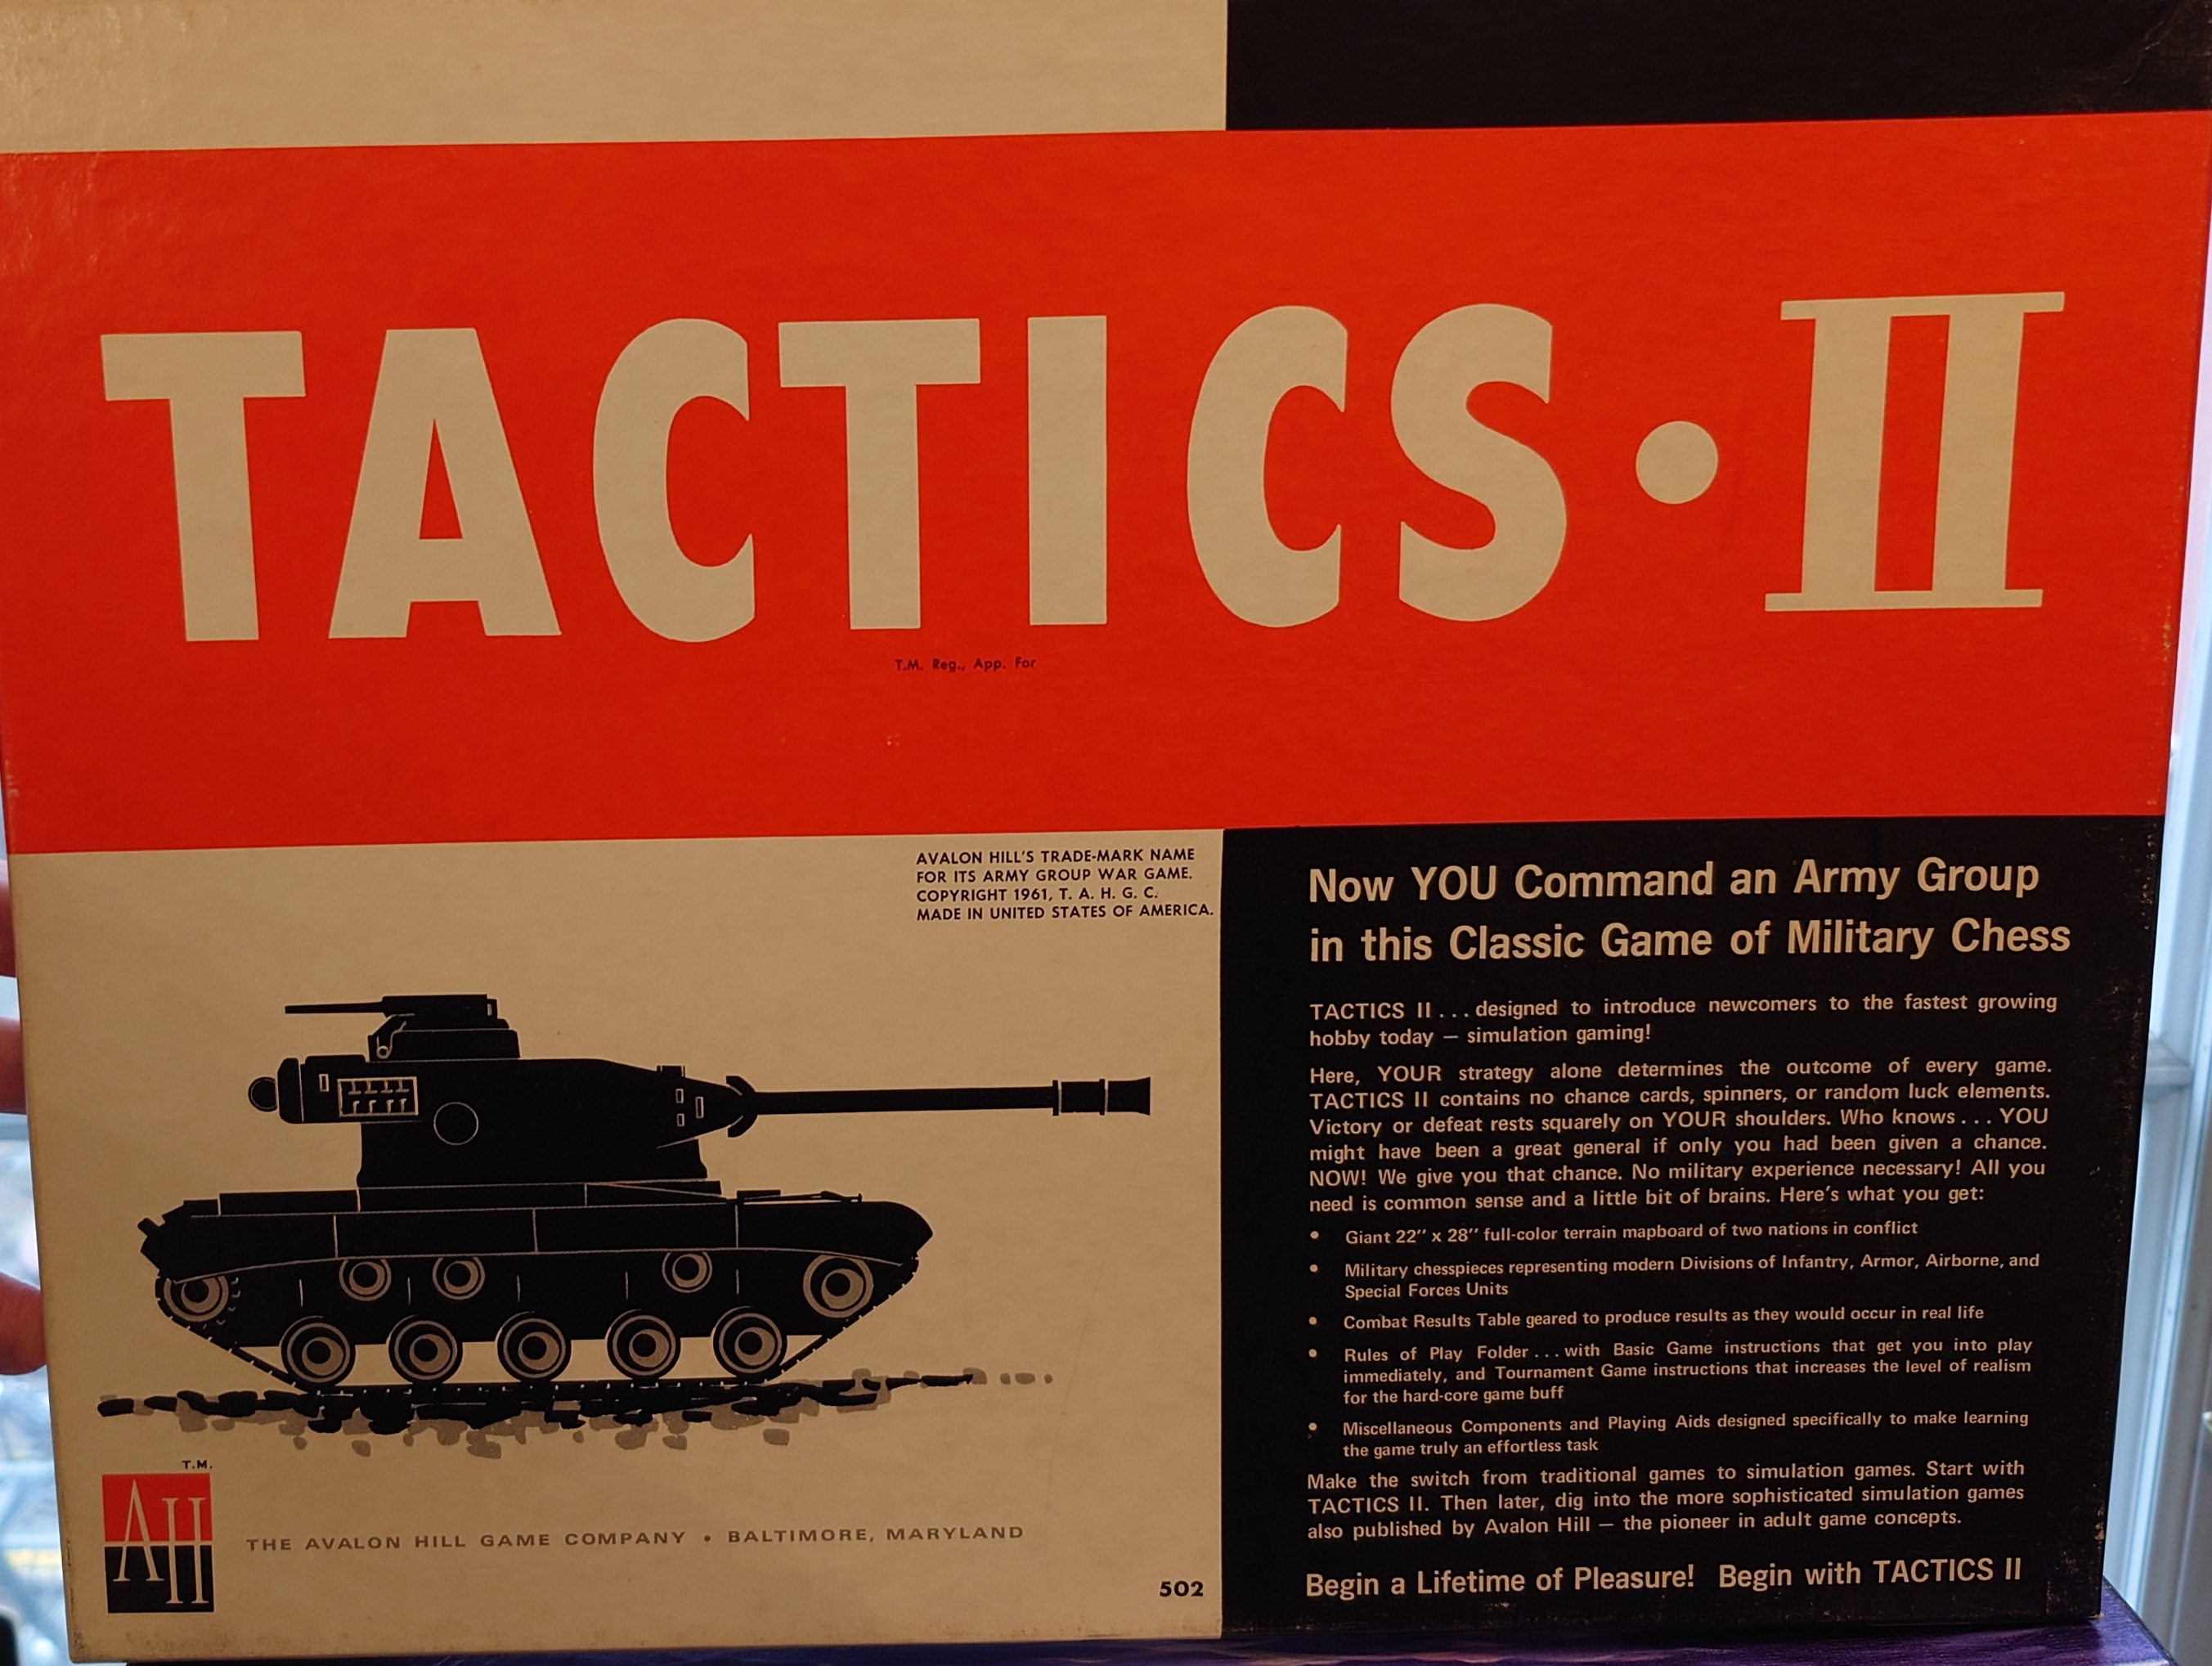 TACTICS • II
T.M. Reg., App. For
AVALON HILL'S TRADE-MARK NAME
FOR ITS ARMY GROUP WAR GAME.
COPYRIGHT 1961, T. A. H. G. C.
MADE IN UNITED STATES OF AMERICA.
T.M.
AH
THE AVALON HILL GAME COMPANY • BALTIMORE, MARYLAND
502
Now YOU Command an Army Group
in this Classic Game of Military Chess
TACTICS II . . . designed to introduce newcomers to the fastest growing
hobby today — simulation gaming!
Here, YOUR strategy alone determines the outcome of every game.
TACTICS II contains no chance cards, spinners, or random luck elements.
Victory or defeat rests squarely on YOUR shoulders. Who knows . . . YOU
might have been a great general if only you had been given a chance.
NOW! We give you that chance. No military experience necessary! All you
need is common sense and a little bit of brains. Here's what you get:
• Giant 22" x 28" full-color terrain mapboard of two nations in conflict
• Military chesspieces representing modern Divisions of Infantry, Armor, Airborne, and
Special Forces Units
• Combat Results Table geared to produce results as they would occur in real life
• Rules of Play Folder . . . with Basic Game instructions that get you into play
immediately, and Tournament Game instructions that increases the level of realism
for the hard-core game buff
• Miscellaneous Components and Playing Aids designed specifically to make learning
the game truly an effortless task
Make the switch from traditional games to simulation games. Start with
TACTICS II. Then later, dig into the more sophisticated simulation games
also published by Avalon Hill — the pioneer in adult game concepts.
Begin a Lifetime of Pleasure! Begin with TACTICS II